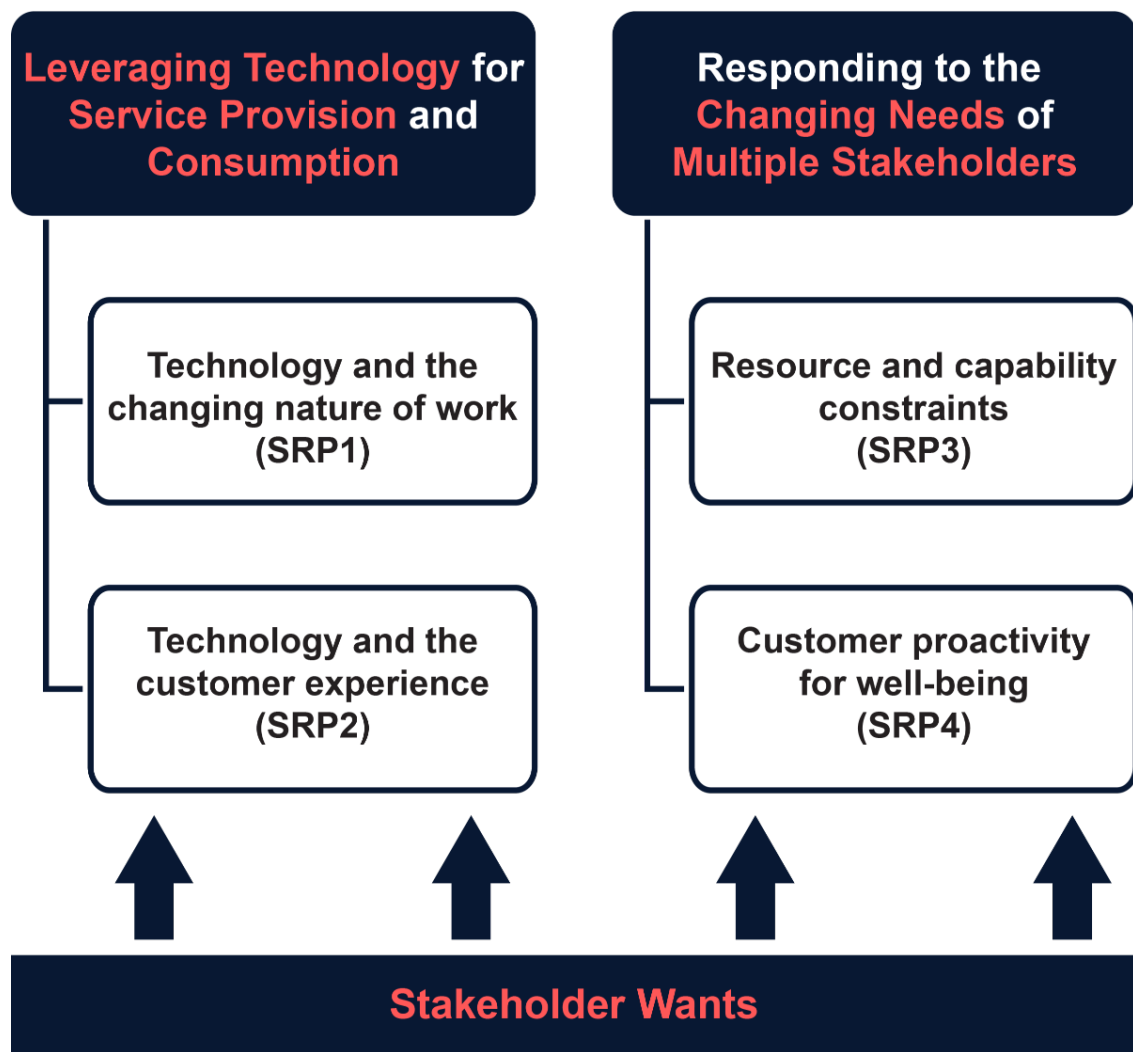 Leveraging Technology for
Service Provision and
Consumption
Technology and the
changing nature of work
(SRP1)
Technology and the
customer experience
(SRP2)
Responding to the
Changing Needs of
Multiple Stakeholders
Resource and capability
constraints
(SRP3)
Customer proactivity
for well-being
(SRP4)
Stakeholder Wants